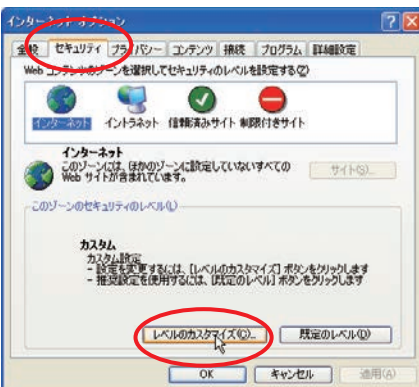 インターネット オプション
全般 セキュリティ プライバシー コンテンツ 接続 プログラム 詳細設定
Web コンテンツのゾーンを選択してセキュリティのレベルを設定する(Z)
インターネット イントラネット 信頼済みサイト 制限付きサイト
インターネット
このゾーンには、ほかのゾーンに設定していないすべての
Web サイトが含まれています。
サイト(S)...
このゾーンのセキュリティのレベル(L)
カスタム
カスタム設定
- 設定を変更するには、[レベルのカスタマイズ] ボタンをクリックします
- 推奨設定を使用するには、[既定のレベル] ボタンをクリックします
レベルのカスタマイズ(C)... 既定のレベル(D)
OK キャンセル 適用(A)